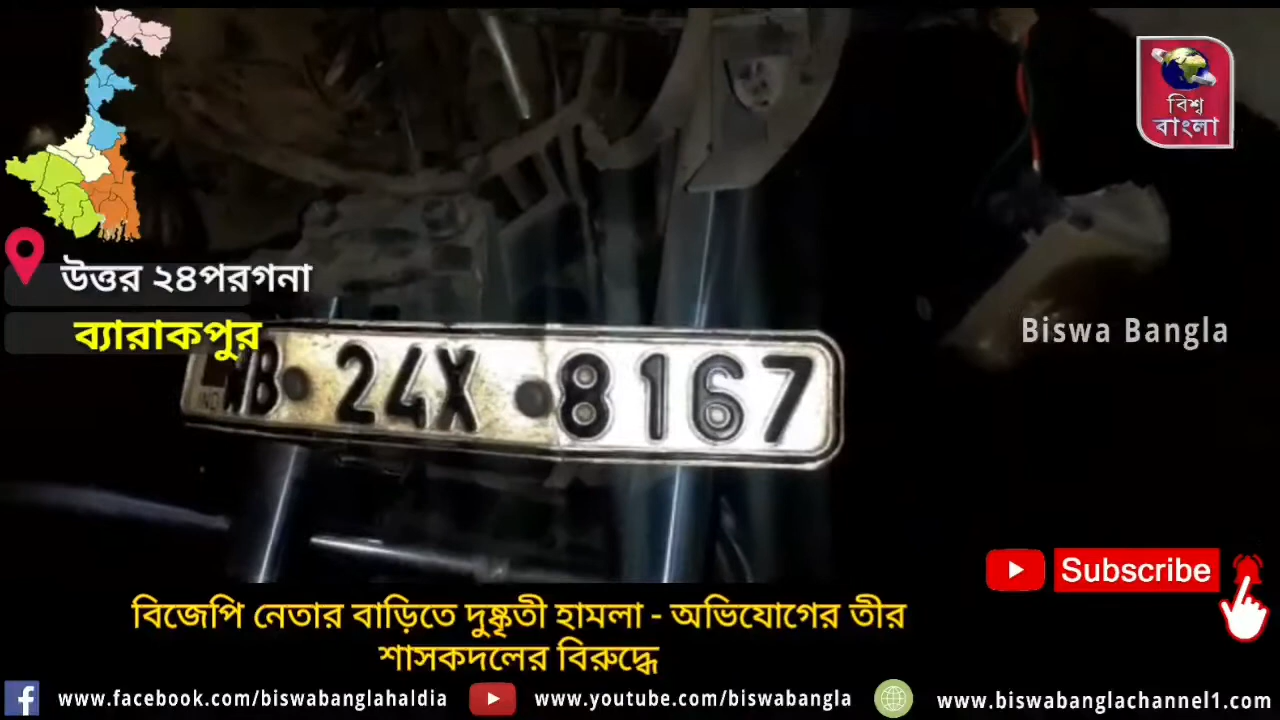 বিশ্ব
বাংলা
উত্তর ২৪পরগনা
ব্যারাকপুর
Biswa Bangla
IND
WB 24X 8167
Subscribe
বিজেপি নেতার বাড়িতে দুষ্কৃতী হামলা - অভিযোগের তীর
শাসকদলের বিরুদ্ধে
www.facebook.com/biswabanglahaldia
www.youtube.com/biswabangla
www.biswabanglachannel1.com